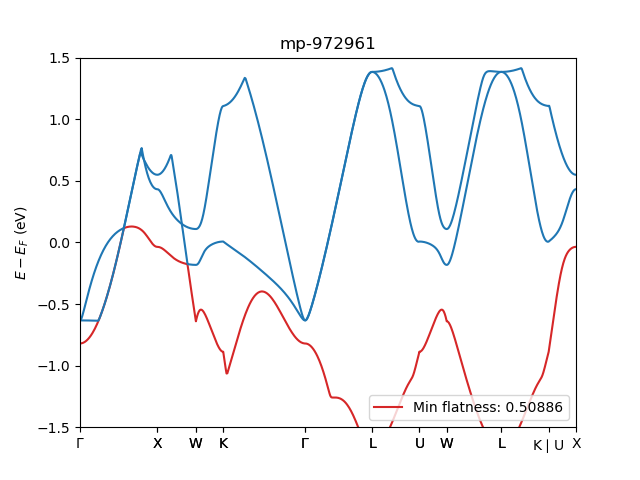 mp-972961
1.5
1.0
0.5
0.0
−0.5
−1.0
−1.5
E − E_F (eV)
Min flatness: 0.50886
Γ X W K Γ L U W L K | U X